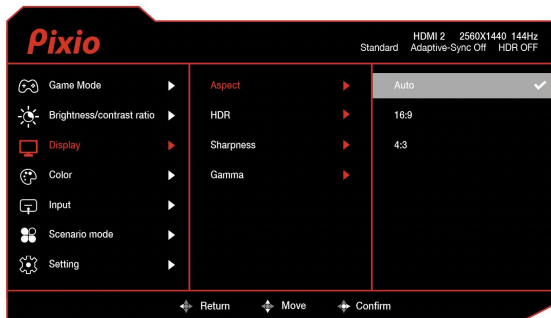 Pixio
HDMI 2 2560X1440 144Hz
Standard Adaptive-Sync Off HDR OFF
Game Mode
Brightness/contrast ratio
Display
Color
Input
Scenario mode
Setting
Aspect
HDR
Sharpness
Gamma
Auto
16:9
4:3
Return Move Confirm